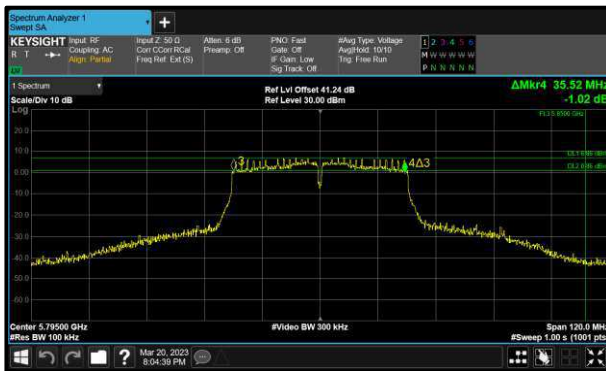 Spectrum Analyzer 1
Swept SA
KEYSIGHT
R T
Input: RF
Coupling: AC
Align: Partial
Input Z: 50 Ω
Corr CCorr RCal
Freq Ref: Ext (S)
Atten: 6 dB
Preamp: Off
PNO: Fast
Gate: Off
IF Gain: Low
Sig Track: Off
#Avg Type: Voltage
Avg|Hold: 10/10
Trig: Free Run
1 2 3 4 5 6
M W W W W W
P N N N N N
1 Spectrum
Scale/Div 10 dB
Ref Lvl Offset 41.24 dB
Ref Level 30.00 dBm
ΔMkr4 35.52 MHz
-1.02 dB
Log
20.0
10.0
0.00
-10.0
-20.0
-30.0
-40.0
-50.0
-60.0
3
4Δ3
Center 5.79500 GHz
#Res BW 100 kHz
#Video BW 300 kHz
Span 120.0 MHz
#Sweep 1.00 s (1001 pts)
?
Mar 20, 2023
8:04:39 PM